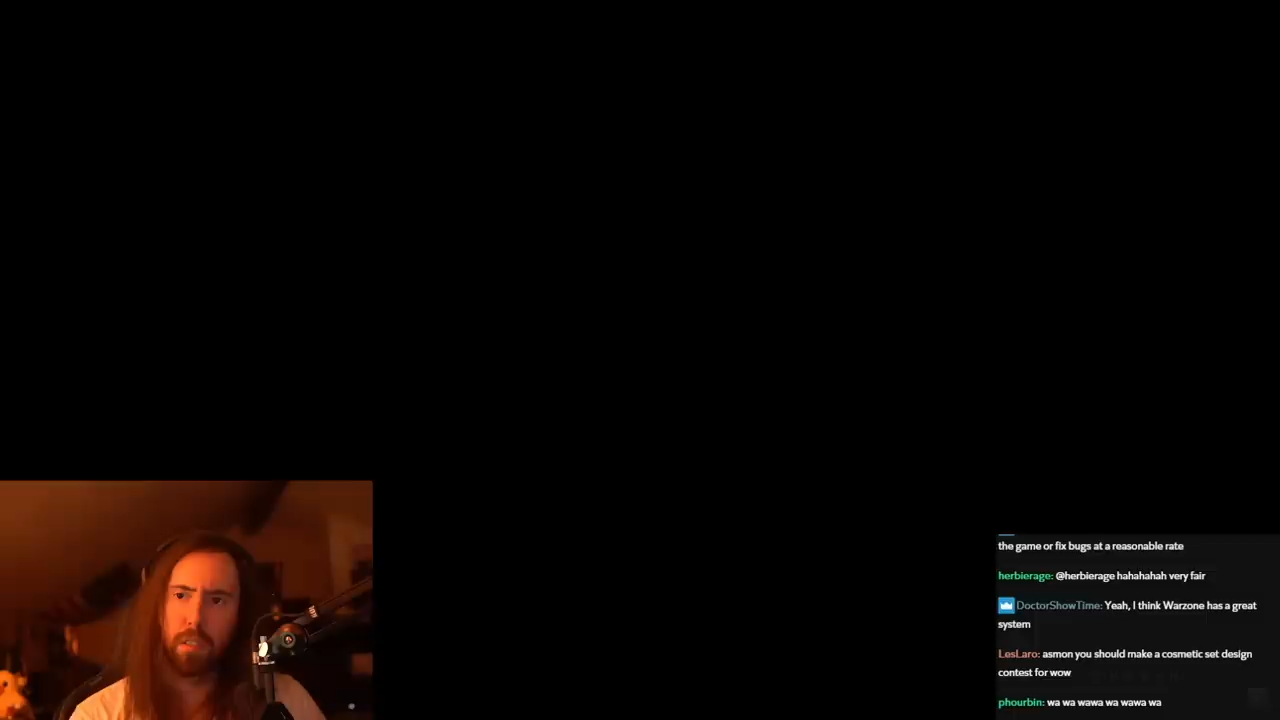 the game or fix bugs at a reasonable rate
herbierage: @herbierage hahahahah very fair
DoctorShowTime: Yeah, I think Warzone has a great
system
LesLaro: asmon you should make a cosmetic set design
contest for wow
phourbin: wa wa wawa wa wawa wa